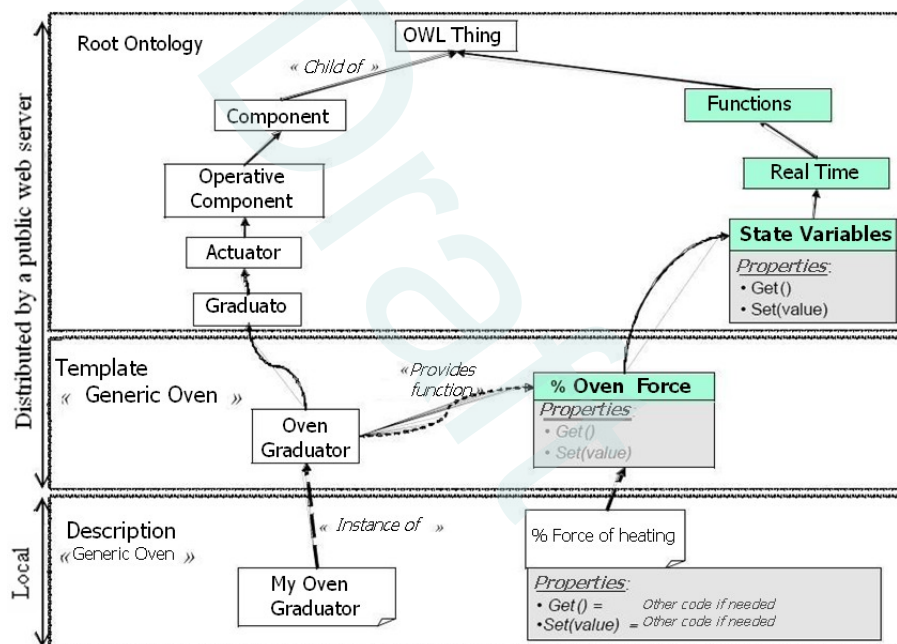 Distributed by a public web server
Local
Root Ontology
OWL Thing
« Child of »
Component
Functions
Operative
Component
Real Time
Actuator
State Variables
Properties:
• Get()
• Set(value)
Graduato
Template
« Generic Oven »
«Provides
function»
% Oven Force
Properties:
• Get()
• Set(value)
Oven
Graduator
Description
« Generic Oven »
« Instance of »
% Force of heating
My Oven
Graduator
Properties:
• Get() = Other code if needed
•Set(value) = Other code if needed
Draft